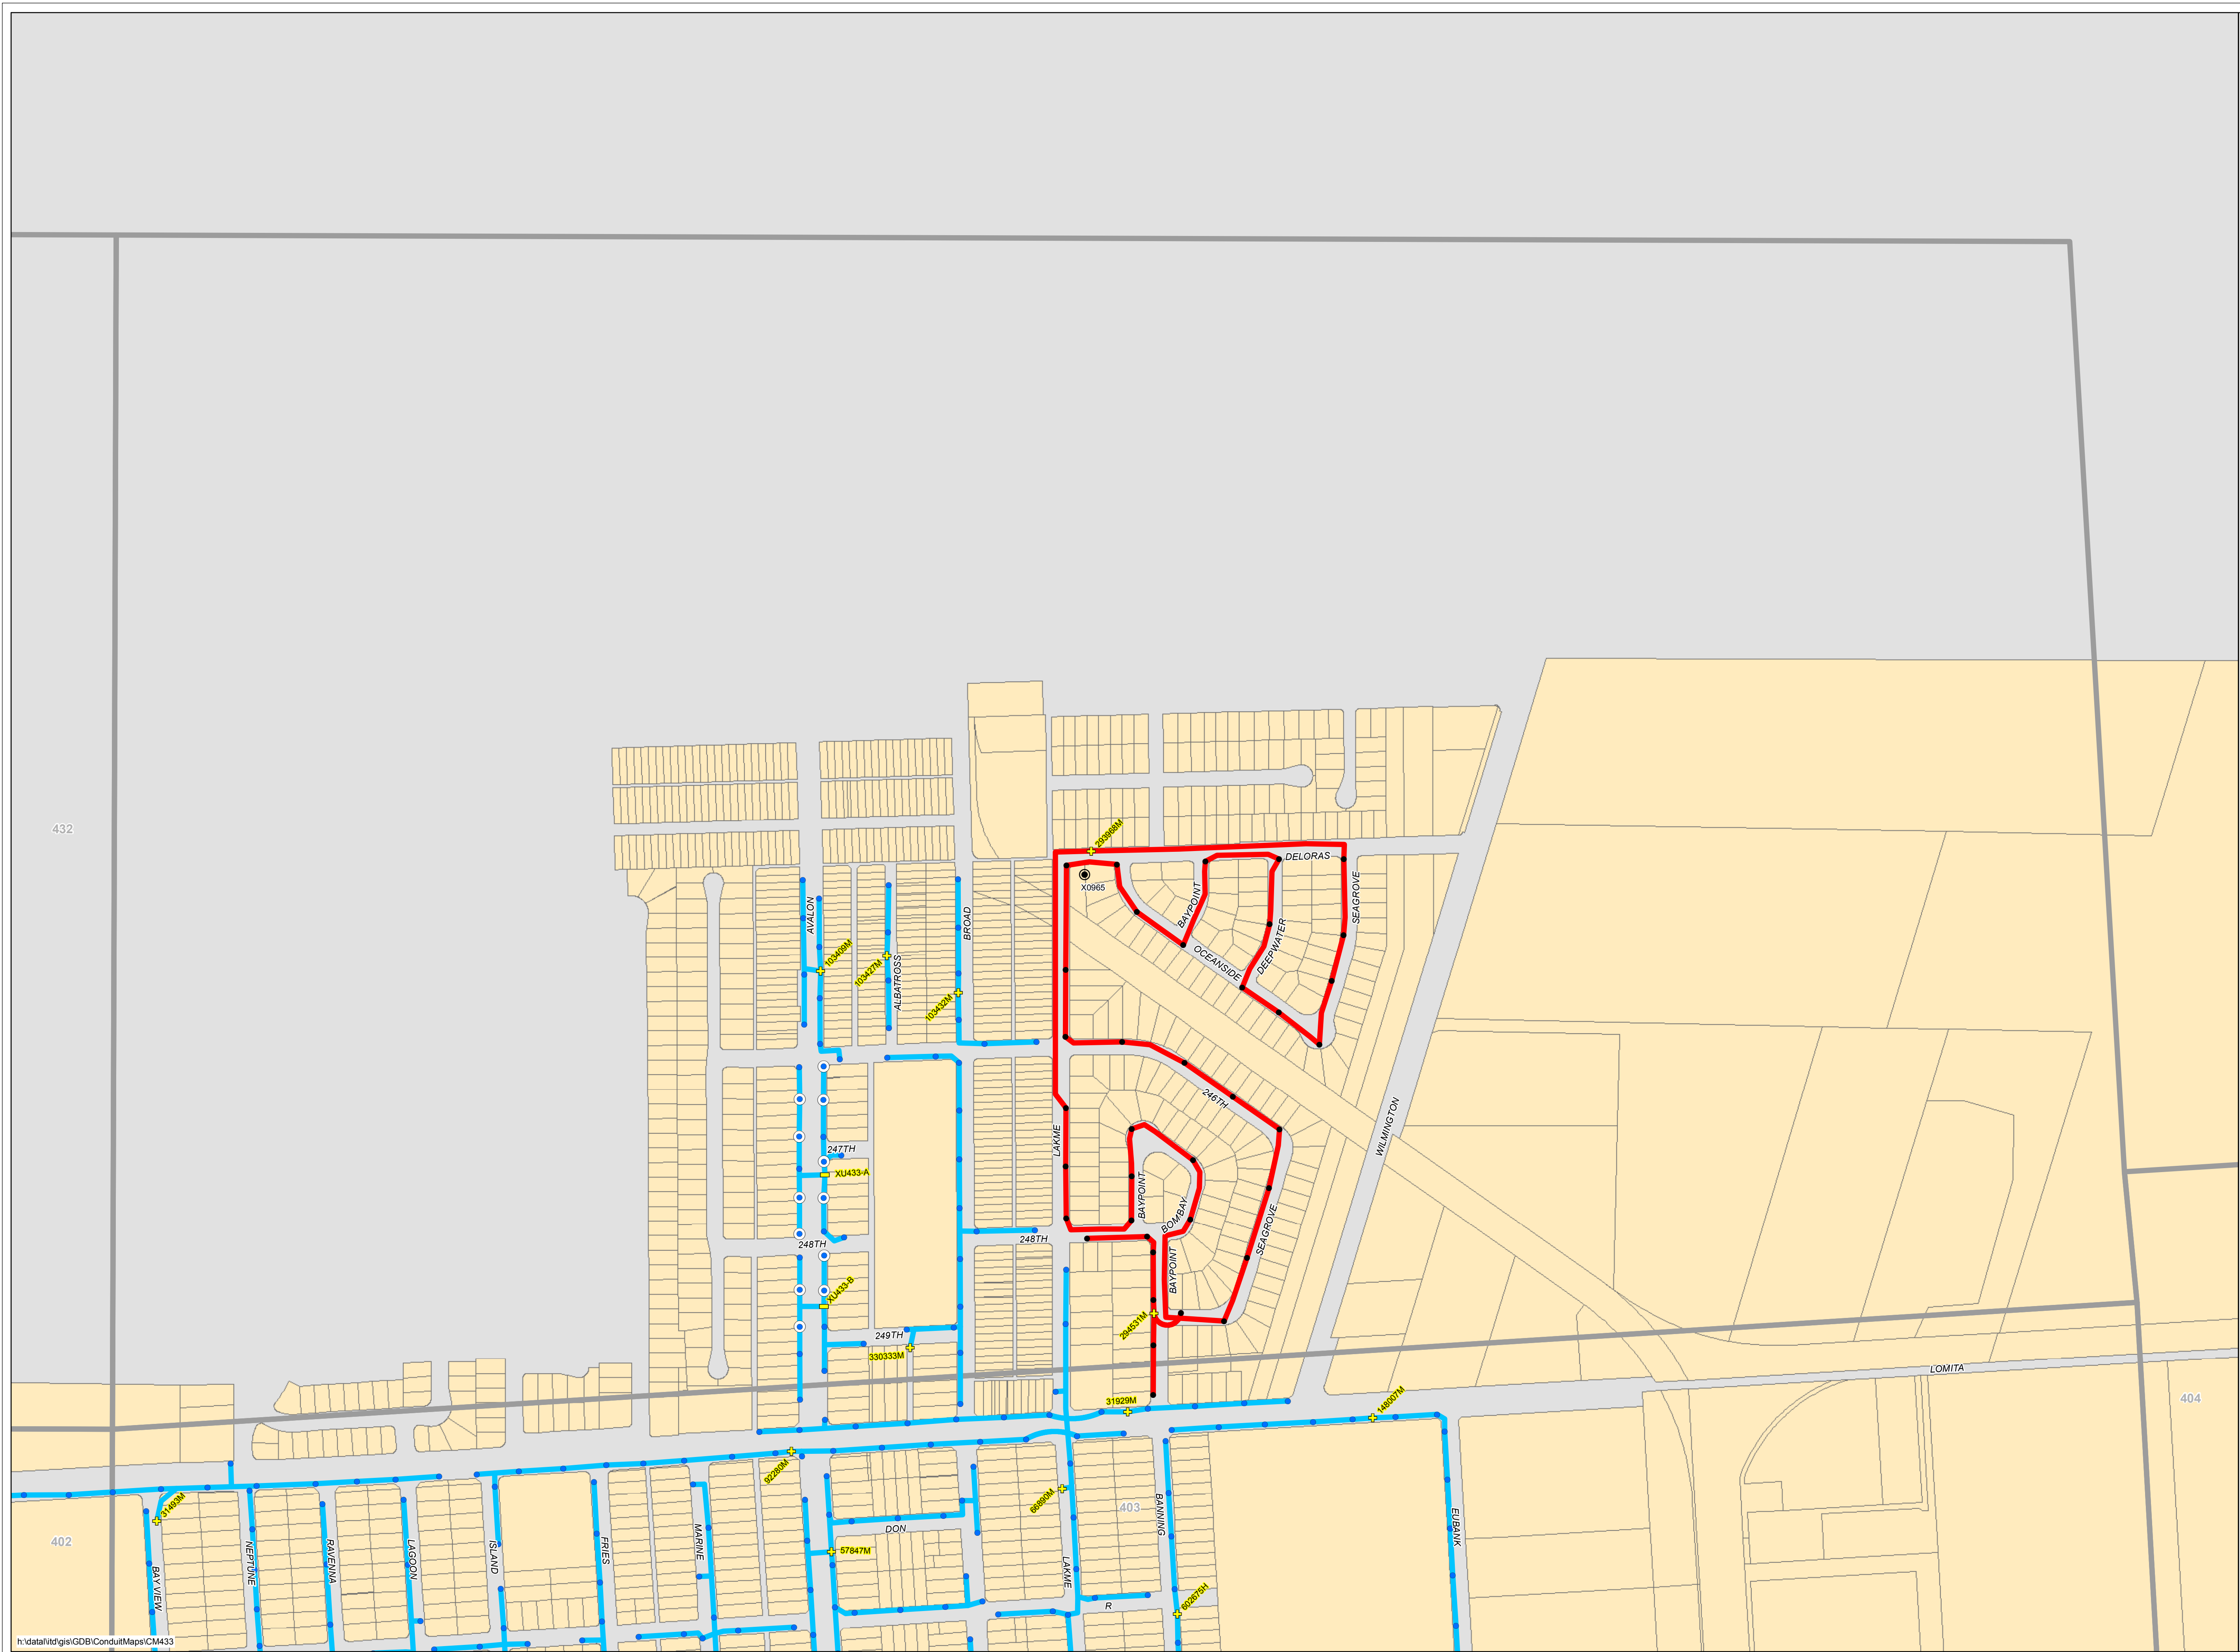 432
293968M
DELORAS
X0965
BAYPOINT
SEAGROVE
AVALON
BROAD
DEEPWATER
OCEANSIDE
103409M
103427M
ALBATROSS
103432M
246TH
WILMINGTON
LAKME
247TH
XU433-A
BAYPOINT
BOMBAY
SEAGROVE
248TH
248TH
BAYPOINT
XU433-B
294531M
249TH
330333M
LOMITA
31929M
148007M
404
92280M
31493M
66890M
403
DON
BANNING
EUBANK
402
57847M
BAY VIEW
NEPTUNE
RAVENNA
LAGOON
ISLAND
FRIES
MARINE
LAKME
602675H
R
h:\data\itd\gis\GDB\ConduitMaps\CM433